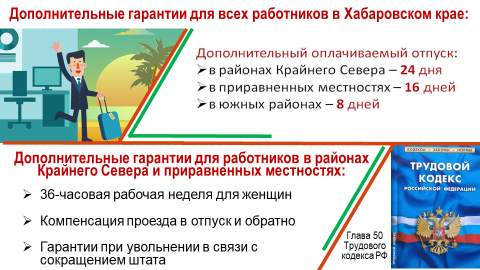 Дополнительные гарантии для всех работников в Хабаровском крае:
Дополнительный оплачиваемый отпуск:
➢в районах Крайнего Севера – 24 дня
➢в приравненных местностях – 16 дней
➢в южных районах – 8 дней
Дополнительные гарантии для работников в районах
Крайнего Севера и приравненных местностях:
➢ 36-часовая рабочая неделя для женщин
➢ Компенсация проезда в отпуск и обратно
➢ Гарантии при увольнении в связи с
сокращением штата
Глава 50
Трудового
кодекса РФ
КОДЕКСЫ • ЗАКОНЫ • НОРМЫ
ТРУДОВОЙ
КОДЕКС
РОССИЙСКОЙ ФЕДЕРАЦИИ